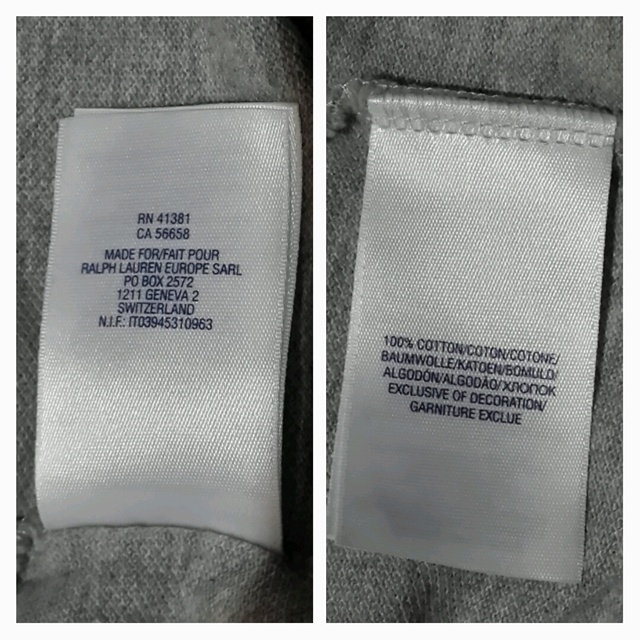 RN 41381
CA 56658
MADE FOR/FAIT POUR
RALPH LAUREN EUROPE SARL
PO BOX 2572
1211 GENEVA 2
SWITZERLAND
N.I.F.: IT03945310963
100% COTTON/COTON/COTONE/
BAUMWOLLE/KATOEN/BOMULD/
ALGODÓN/ALGODÃO/ХЛОПОК
EXCLUSIVE OF DECORATION/
GARNITURE EXCLUE